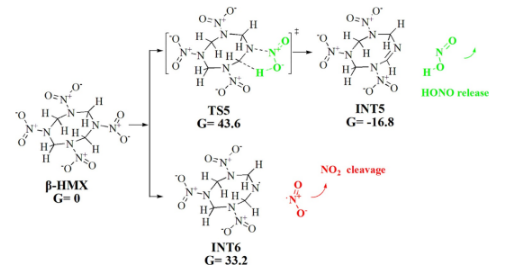 TS5
G= 43.6
INT5
G= -16.8
HONO release
β-HMX
G= 0
NO₂ cleavage
INT6
G= 33.2